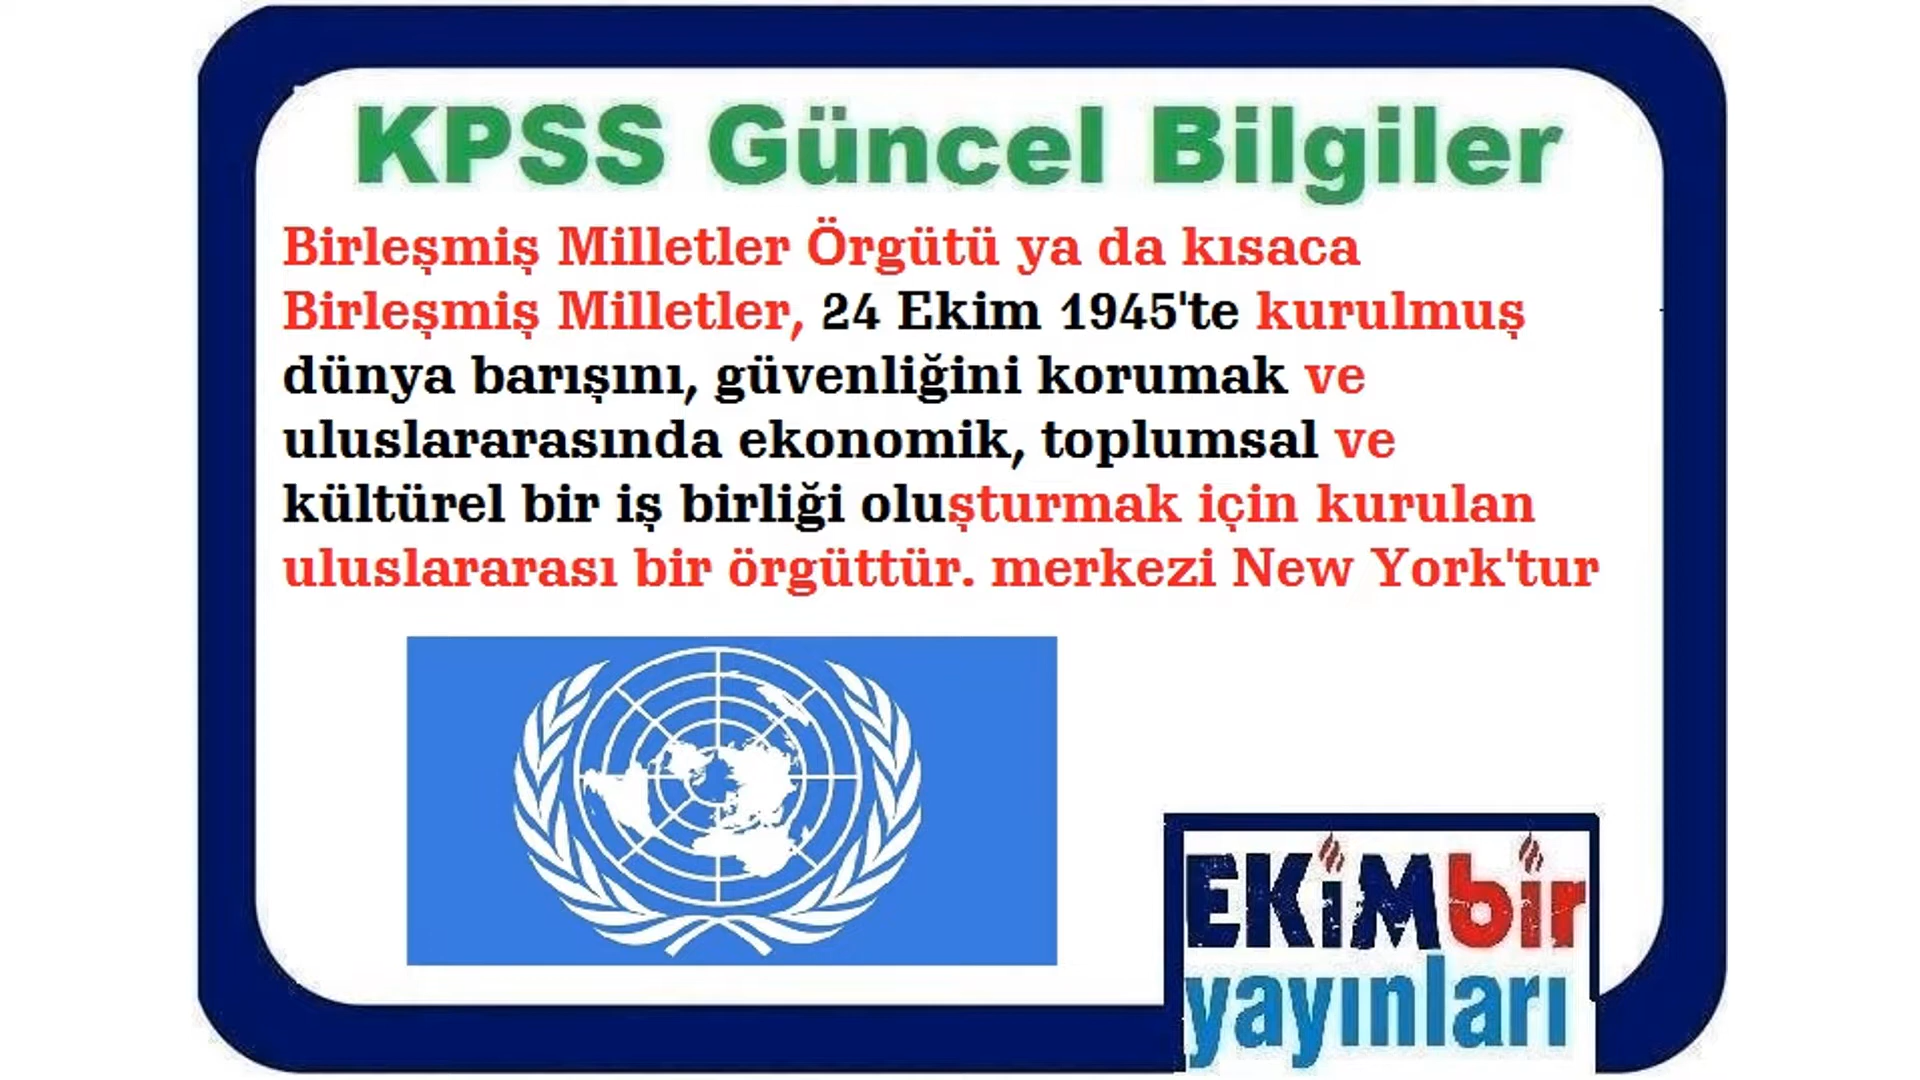 KPSS Güncel Bilgiler
Birleşmiş Milletler Örgütü ya da kısaca
Birleşmiş Milletler, 24 Ekim 1945'te kurulmuş
dünya barışını, güvenliğini korumak ve
uluslararasında ekonomik, toplumsal ve
kültürel bir iş birliği oluşturmak için kurulan
uluslararası bir örgüttür. merkezi New York'tur
EKiMbir
yayınları